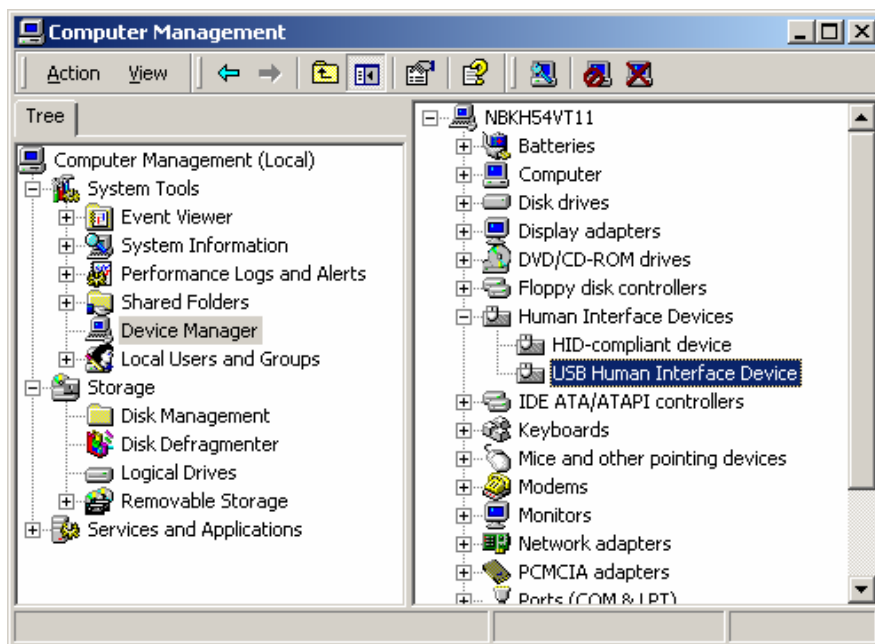 Computer Management
Action View
Tree
Computer Management (Local)
System Tools
Event Viewer
System Information
Performance Logs and Alerts
Shared Folders
Device Manager
Local Users and Groups
Storage
Disk Management
Disk Defragmenter
Logical Drives
Removable Storage
Services and Applications
NBKH54VT11
Batteries
Computer
Disk drives
Display adapters
DVD/CD-ROM drives
Floppy disk controllers
Human Interface Devices
HID-compliant device
USB Human Interface Device
IDE ATA/ATAPI controllers
Keyboards
Mice and other pointing devices
Modems
Monitors
Network adapters
PCMCIA adapters
Ports (COM & LPT)